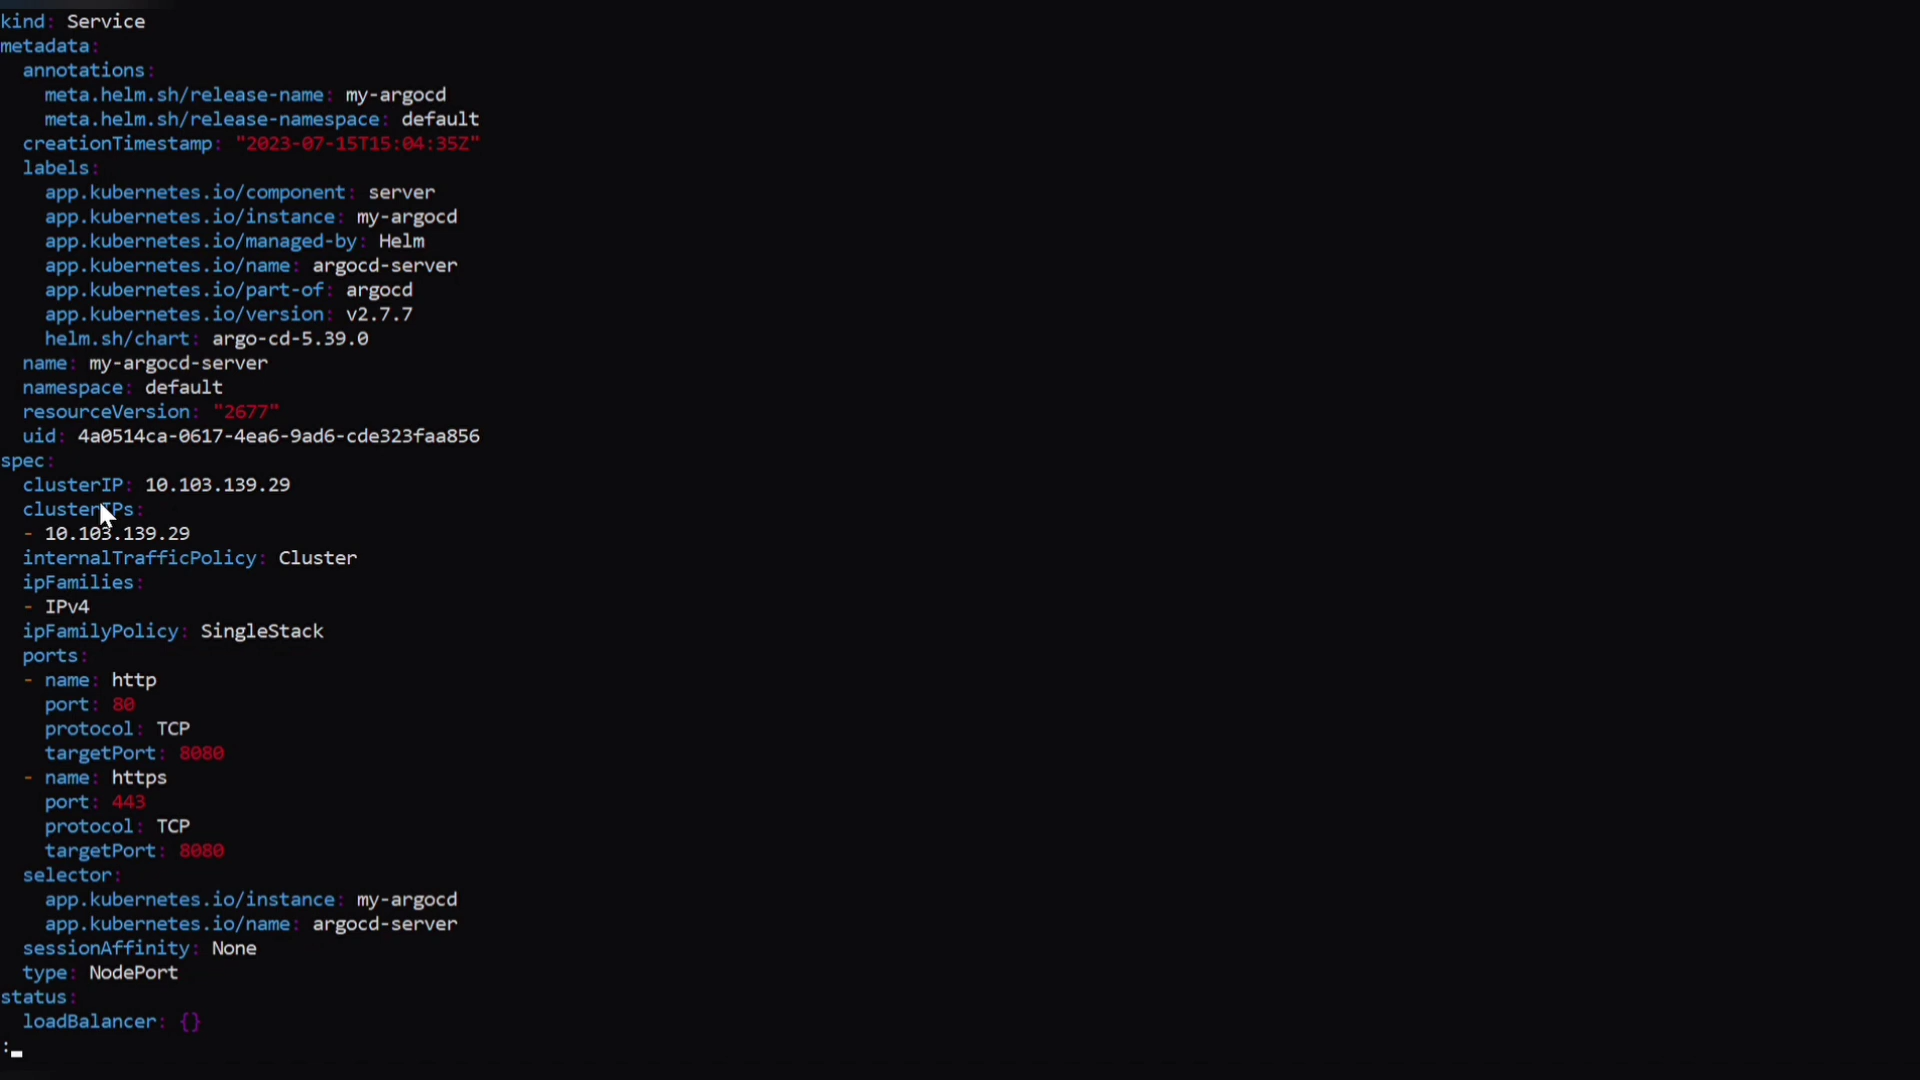 kind: Service
metadata:
  annotations:
    meta.helm.sh/release-name: my-argocd
    meta.helm.sh/release-namespace: default
  creationTimestamp: "2023-07-15T15:04:35Z"
  labels:
    app.kubernetes.io/component: server
    app.kubernetes.io/instance: my-argocd
    app.kubernetes.io/managed-by: Helm
    app.kubernetes.io/name: argocd-server
    app.kubernetes.io/part-of: argocd
    app.kubernetes.io/version: v2.7.7
    helm.sh/chart: argo-cd-5.39.0
  name: my-argocd-server
  namespace: default
  resourceVersion: "2677"
  uid: 4a0514ca-0617-4ea6-9ad6-cde323faa856
spec:
  clusterIP: 10.103.139.29
  clusterIPs:
  - 10.103.139.29
  internalTrafficPolicy: Cluster
  ipFamilies:
  - IPv4
  ipFamilyPolicy: SingleStack
  ports:
  - name: http
    port: 80
    protocol: TCP
    targetPort: 8080
  - name: https
    port: 443
    protocol: TCP
    targetPort: 8080
  selector:
    app.kubernetes.io/instance: my-argocd
    app.kubernetes.io/name: argocd-server
  sessionAffinity: None
  type: NodePort
status:
  loadBalancer: {}
: